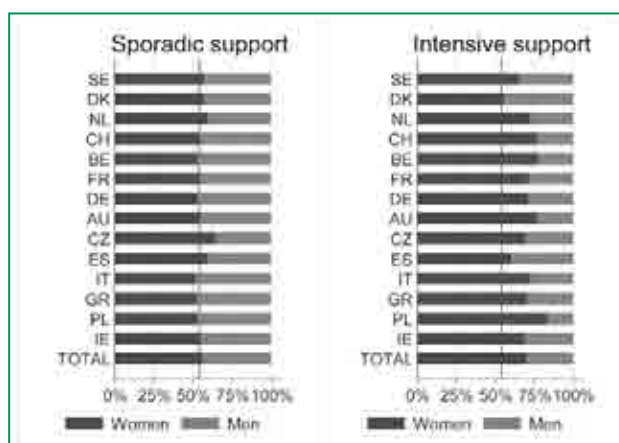 Sporadic support
SE
DK
NL
CH
BE
FR
DE
AU
CZ
ES
IT
GR
PL
IE
TOTAL
0% 25% 50% 75% 100%
Women Men
Intensive support
SE
DK
NL
CH
BE
FR
DE
AU
CZ
ES
IT
GR
PL
IE
TOTAL
0% 25% 50% 75% 100%
Women Men